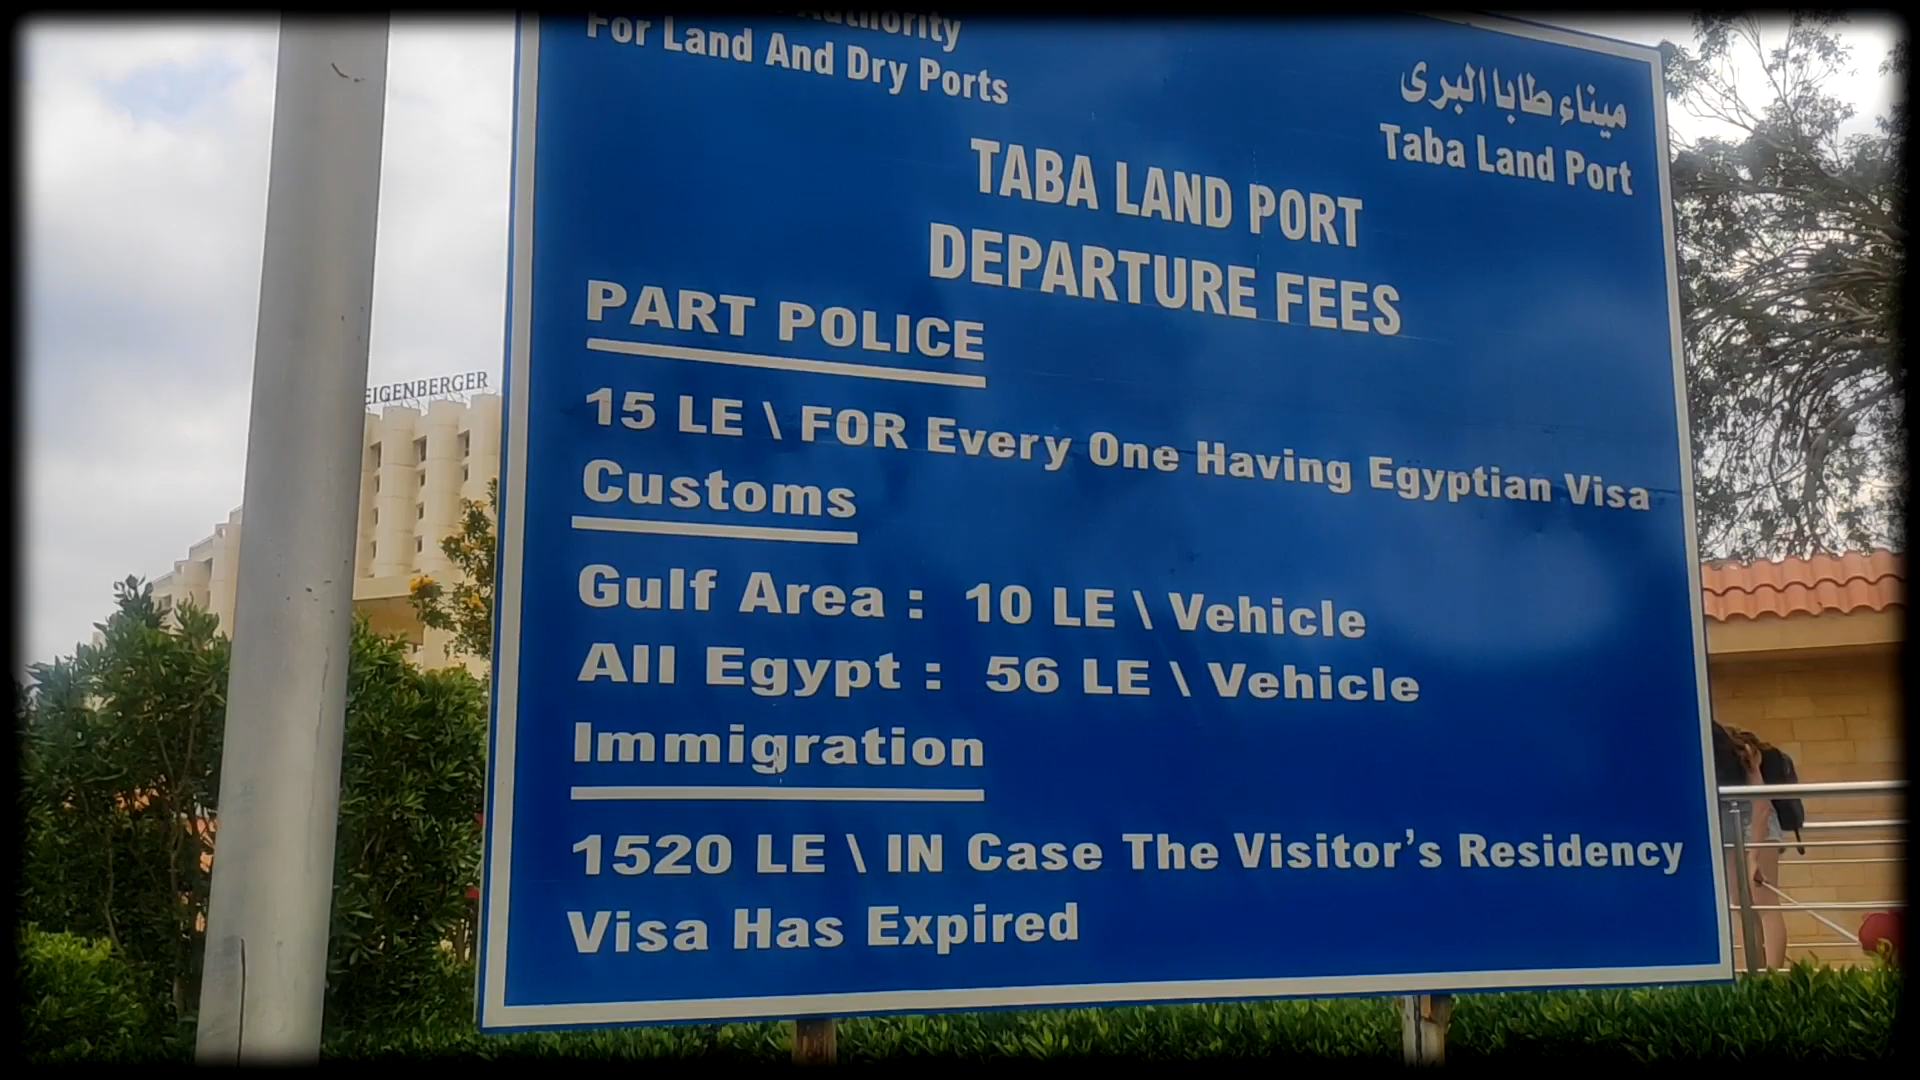 Authority
For Land And Dry Ports
ميناء طابا البرى
Taba Land Port
TABA LAND PORT
DEPARTURE FEES
PART POLICE
15 LE \ FOR Every One Having Egyptian Visa
Customs
Gulf Area : 10 LE \ Vehicle
All Egypt : 56 LE \ Vehicle
Immigration
1520 LE \ IN Case The Visitor's Residency
Visa Has Expired
EIGENBERGER